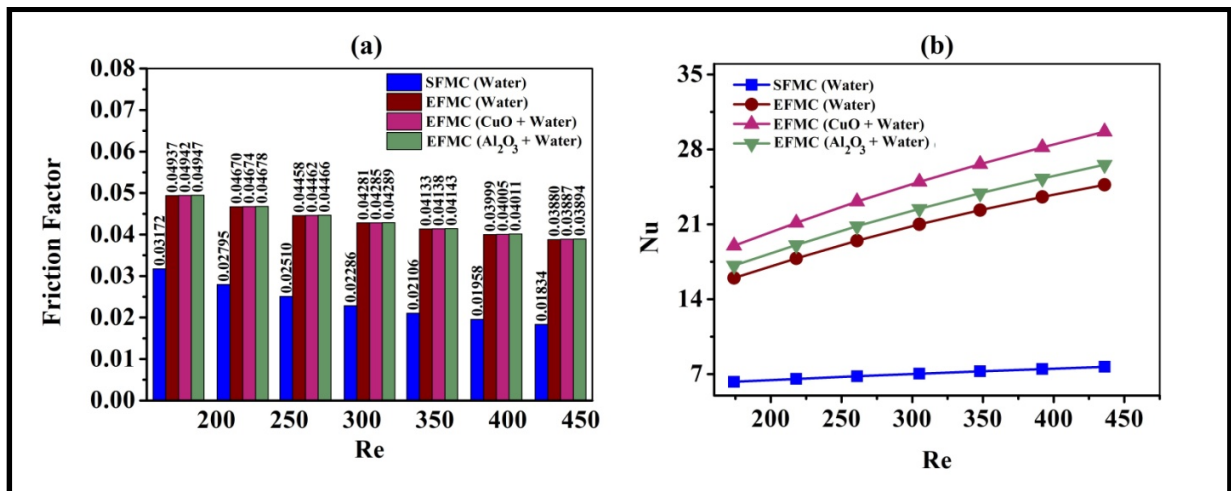 (a)
0.08
0.07
0.06
0.05
0.04
0.03
0.02
0.01
0.00
Friction Factor
SFMC (Water)
EFMC (Water)
EFMC (CuO + Water)
EFMC (Al₂O₃ + Water)
0.03172
0.04937
0.04942
0.04947
0.02795
0.04670
0.04674
0.04678
0.02510
0.04458
0.04462
0.04466
0.02286
0.04281
0.04285
0.04289
0.02106
0.04133
0.04138
0.04143
0.01958
0.03999
0.04005
0.04011
0.01834
0.03880
0.03887
0.03894
200 250 300 350 400 450
Re
(b)
35
28
21
14
7
Nu
SFMC (Water)
EFMC (Water)
EFMC (CuO + Water)
EFMC (Al₂O₃ + Water)
200 250 300 350 400 450
Re